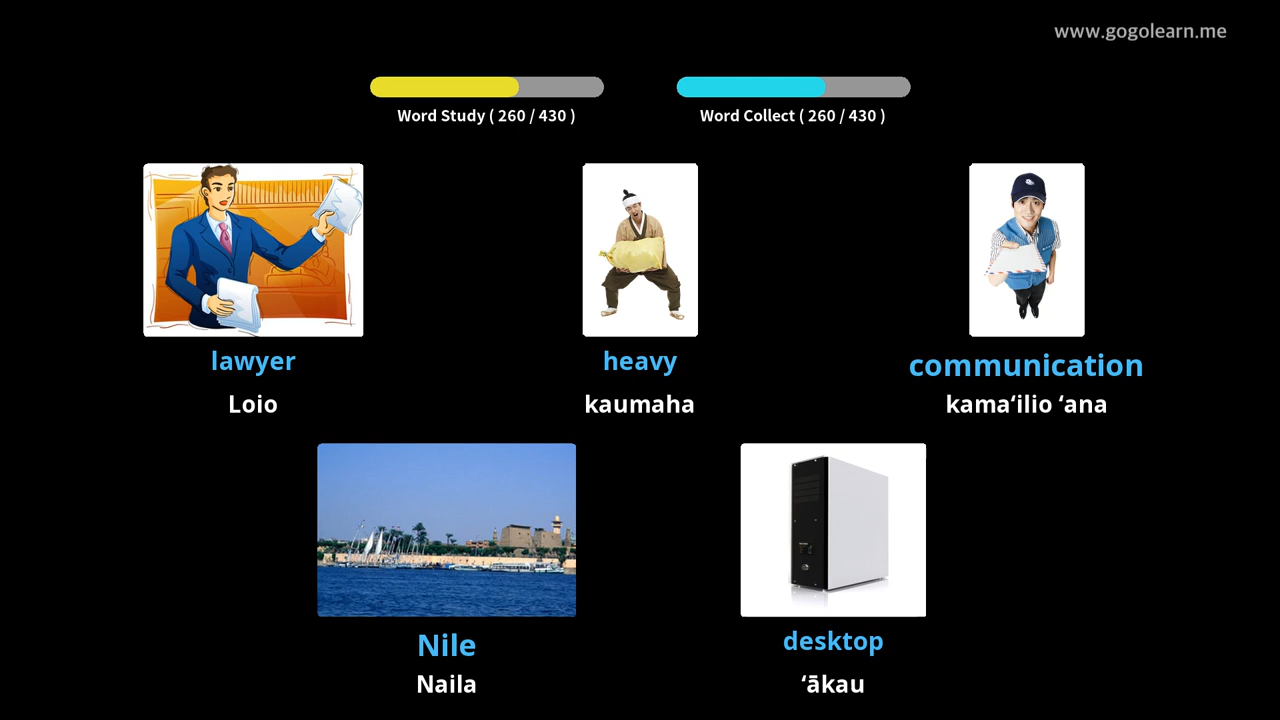 www.gogolearn.me
Word Study ( 260 / 430 )
Word Collect ( 260 / 430 )
lawyer
heavy
communication
Loio
kaumaha
kamaʻilio ʻana
Nile
desktop
Naila
ʻākau